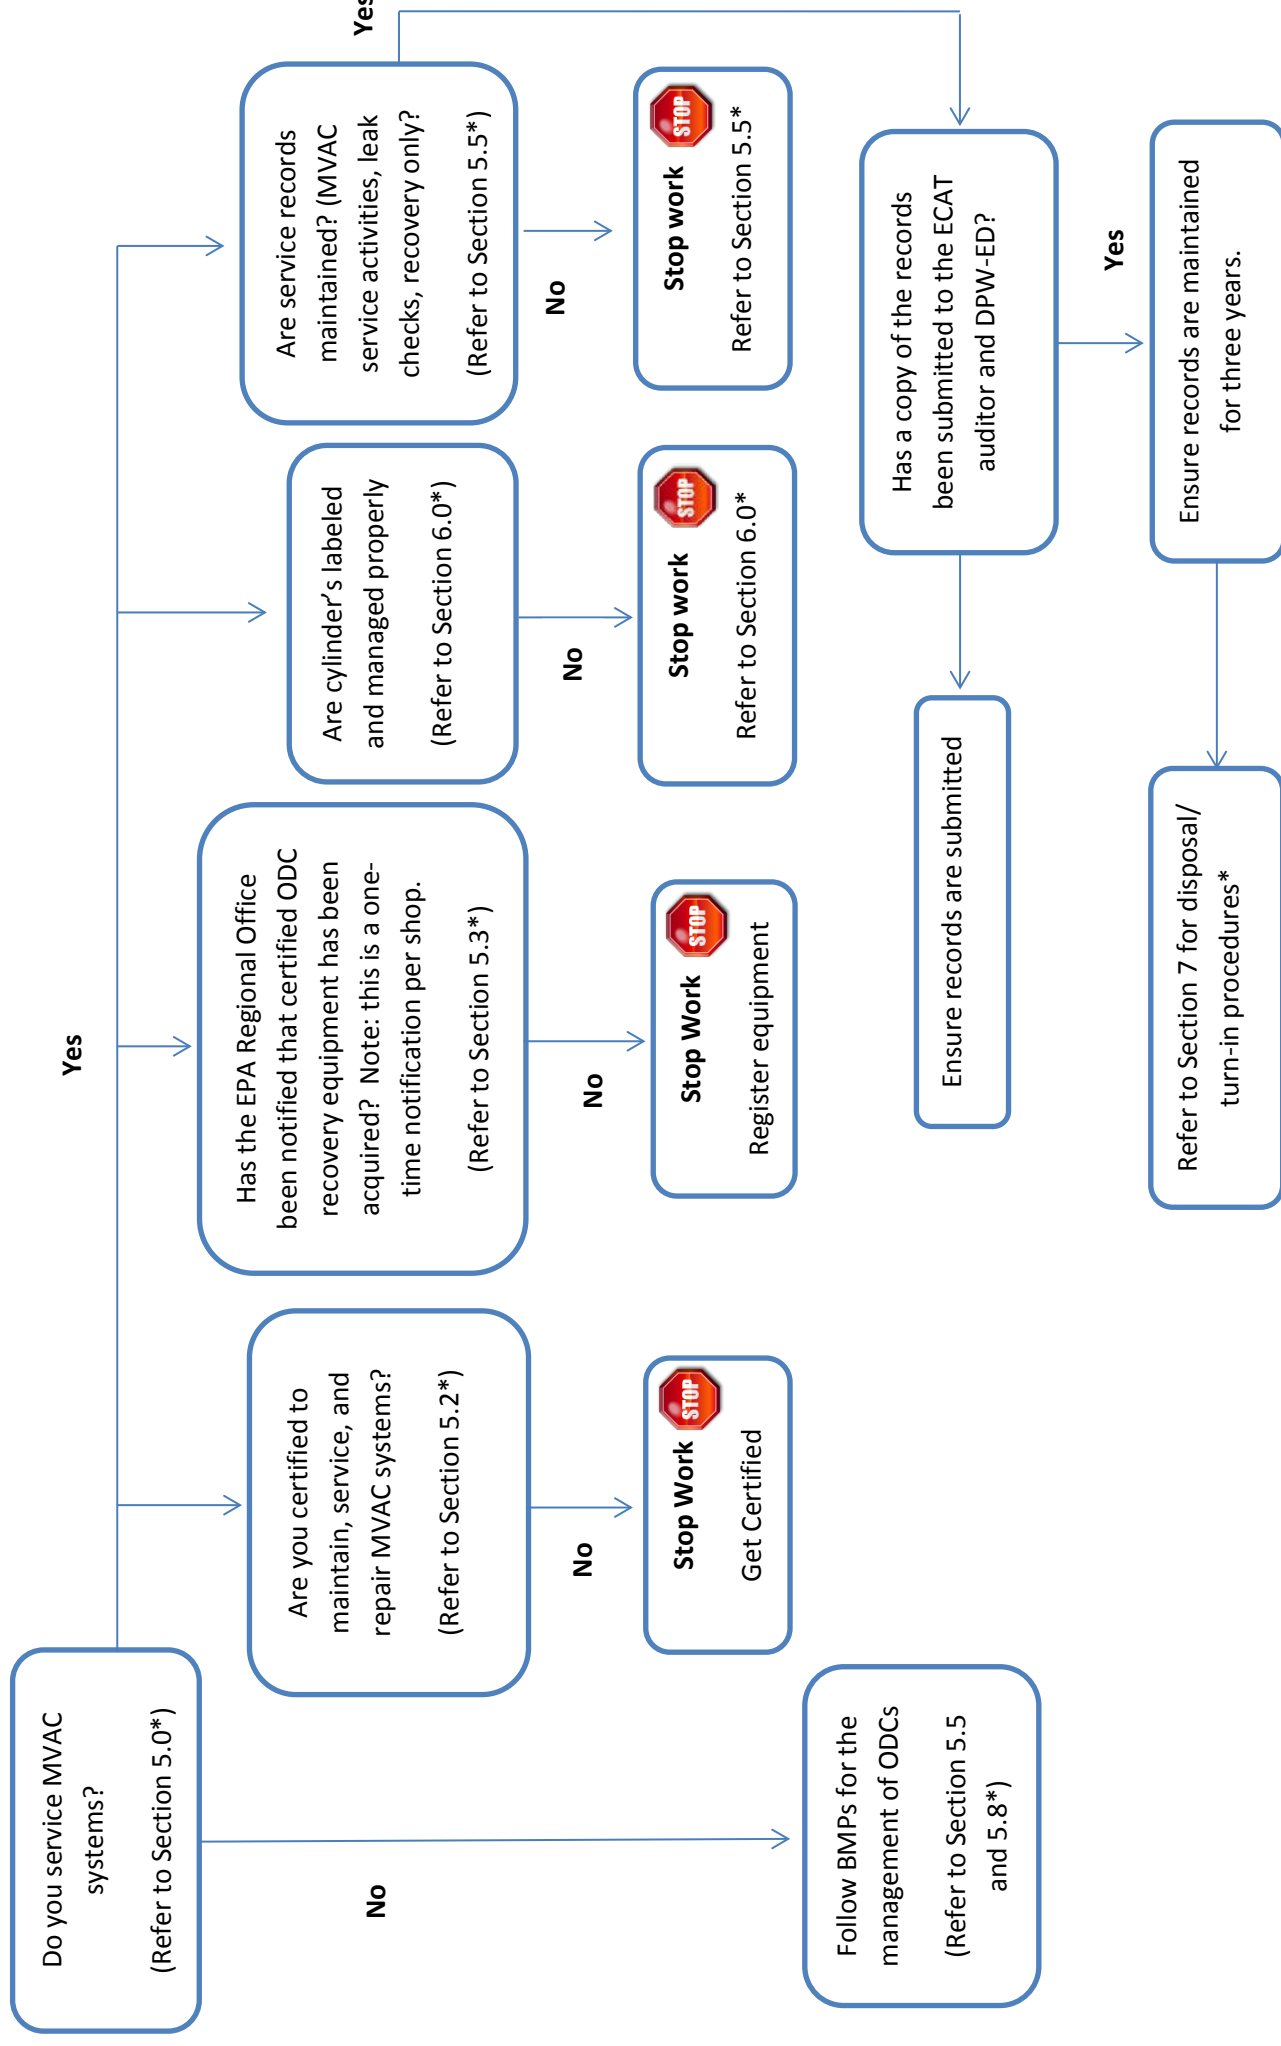 Do you service MVAC
systems?
(Refer to Section 5.0*)
Yes
No
Are you certified to
maintain, service, and
repair MVAC systems?
(Refer to Section 5.2*)
No
Stop Work
STOP
Get Certified
Follow BMPs for the
management of ODCs
(Refer to Section 5.5
and 5.8*)
Has the EPA Regional Office
been notified that certified ODC
recovery equipment has been
acquired? Note: this is a one-
time notification per shop.
(Refer to Section 5.3*)
No
Stop Work
STOP
Register equipment
Are cylinder’s labeled
and managed properly
(Refer to Section 6.0*)
No
Stop work
STOP
Refer to Section 6.0*
Are service records
maintained? (MVAC
service activities, leak
checks, recovery only?
(Refer to Section 5.5*)
Yes
No
Stop work
STOP
Refer to Section 5.5*
Has a copy of the records
been submitted to the ECAT
auditor and DPW-ED?
Ensure records are submitted
Yes
Ensure records are maintained
for three years.
Refer to Section 7 for disposal/
turn-in procedures*